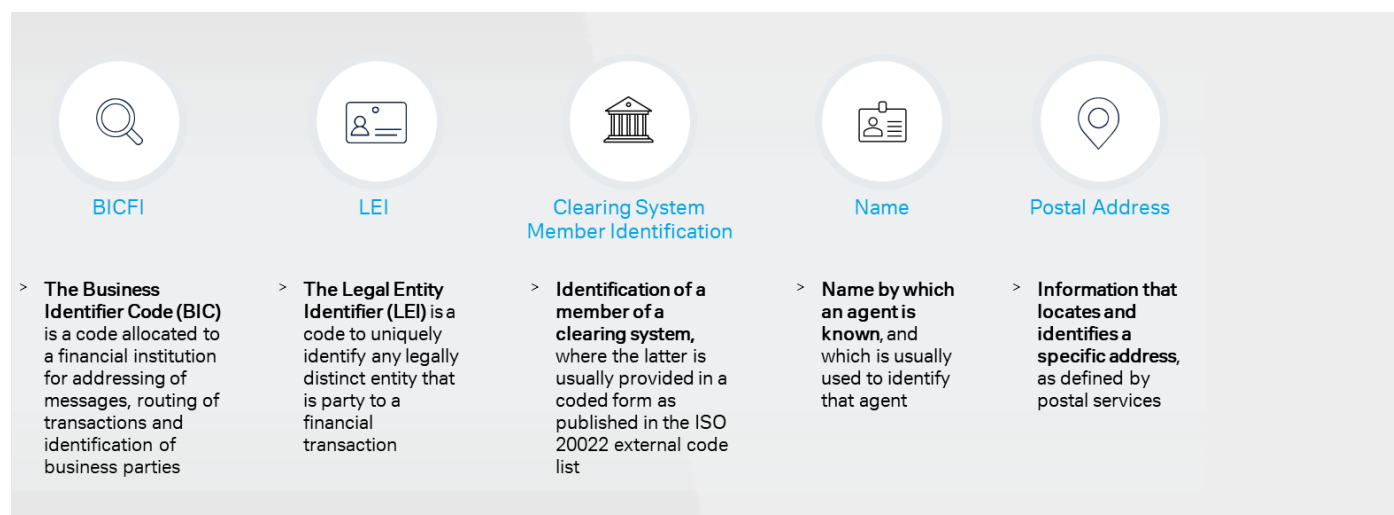 BICFI
LEI
Clearing System
Member Identification
Name
Postal Address
> The Business
Identifier Code (BIC)
is a code allocated to
a financial institution
for addressing of
messages, routing of
transactions and
identification of
business parties
> The Legal Entity
Identifier (LEI) is a
code to uniquely
identify any legally
distinct entity that
is party to a
financial
transaction
> Identification of a
member of a
clearing system,
where the latter is
usually provided in a
coded form as
published in the ISO
20022 external code
list
> Name by which
an agent is
known, and
which is usually
used to identify
that agent
> Information that
locates and
identifies a
specific address,
as defined by
postal services